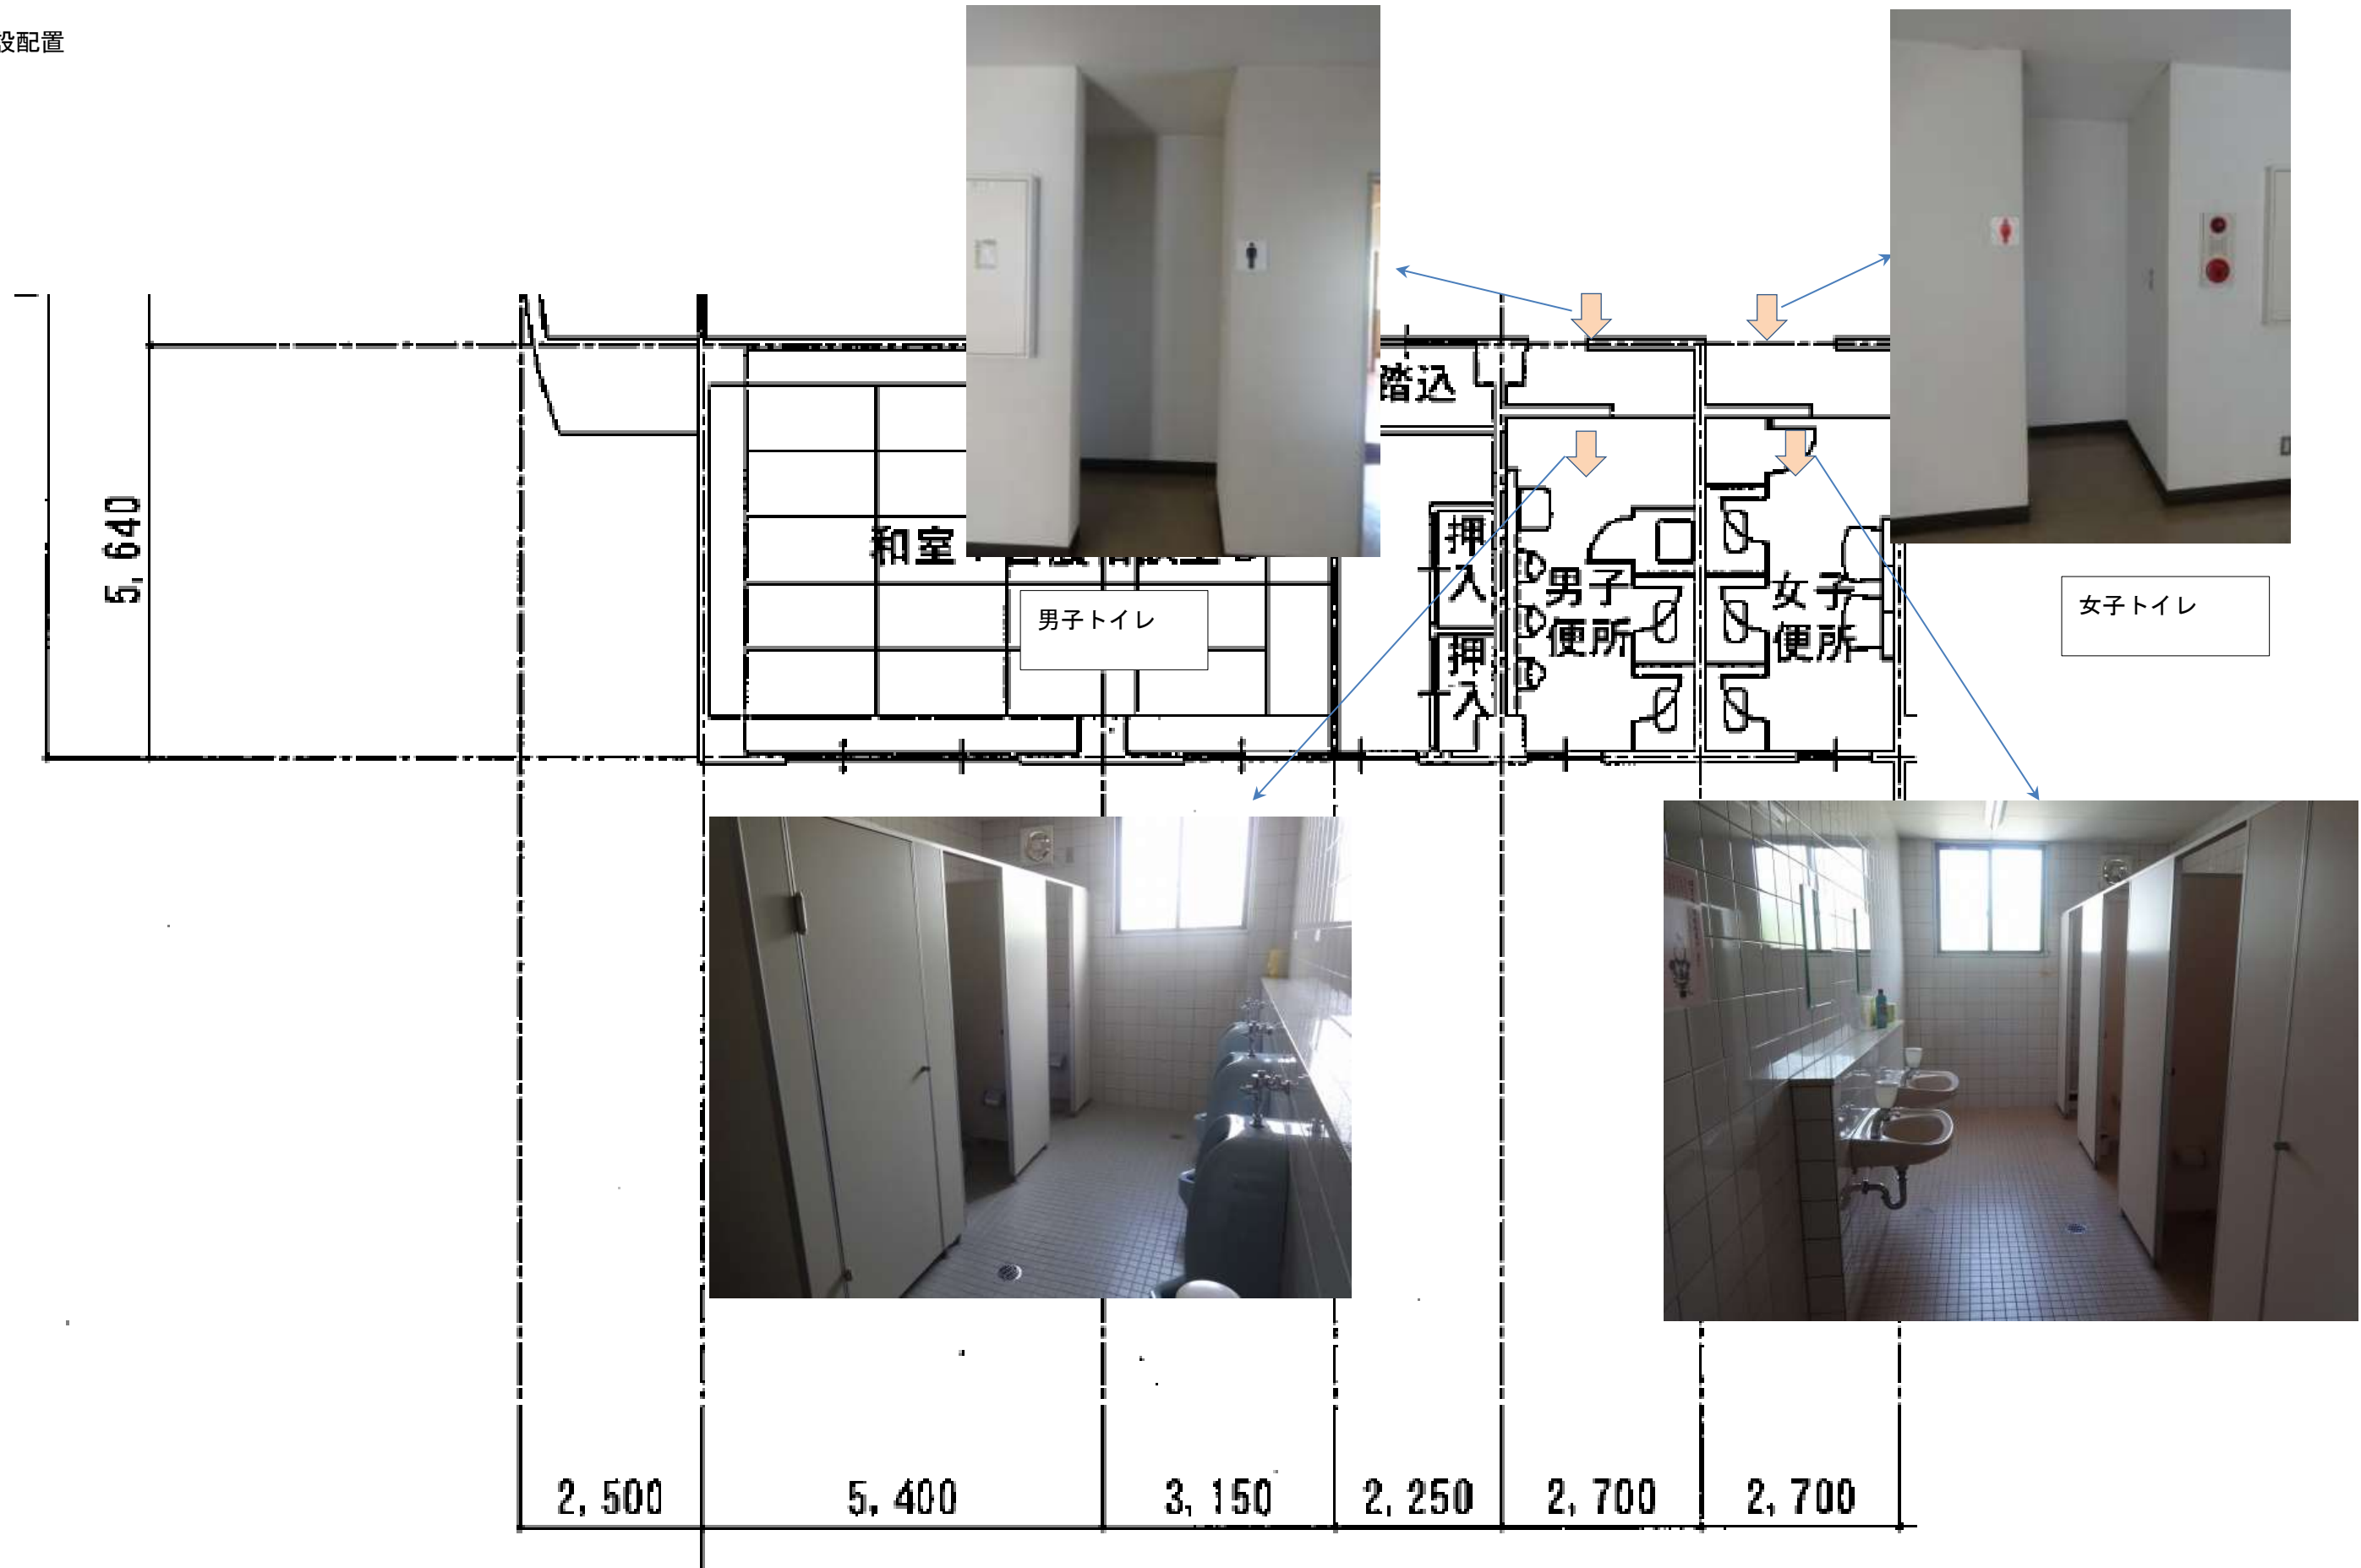 設配置
踏込
5,640
和室
押
入
男子
便所
女子
便所
女子トイレ
男子トイレ
押
入
2,500
5,400
3,150
2,250
2,700
2,700